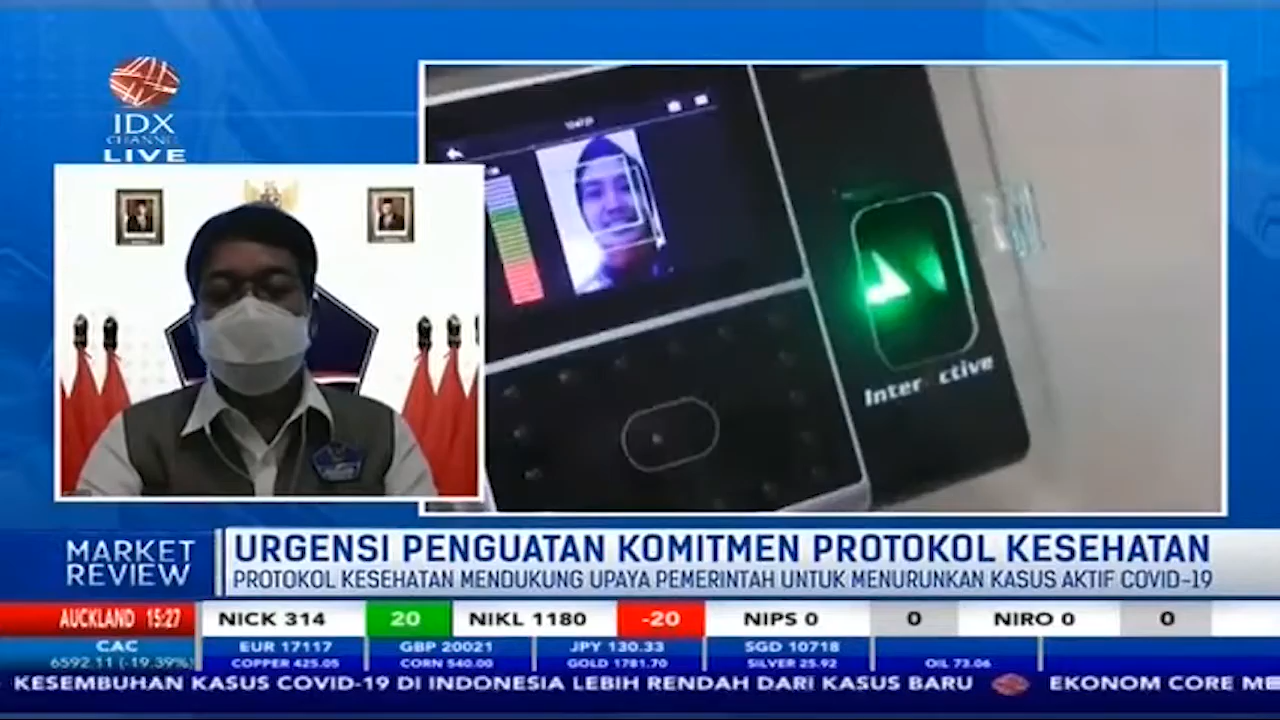 IDX
CHANNEL
LIVE
Interactive
MARKET
REVIEW
URGENSI PENGUATAN KOMITMEN PROTOKOL KESEHATAN
PROTOKOL KESEHATAN MENDUKUNG UPAYA PEMERINTAH UNTUK MENURUNKAN KASUS AKTIF COVID-19
AUCKLAND 15:27
NICK 314 20 NIKL 1180 -20 NIPS 0 0 NIRO 0 0
CAC
6592.11 (-19.39%)
EUR 17117 GBP 20021 JPY 130.33 SGD 10718
COPPER 425.05 CORN 540.00 GOLD 1781.70 SILVER 25.92 OIL 73.06
KESEMBUHAN KASUS COVID-19 DI INDONESIA LEBIH RENDAH DARI KASUS BARU EKONOM CORE